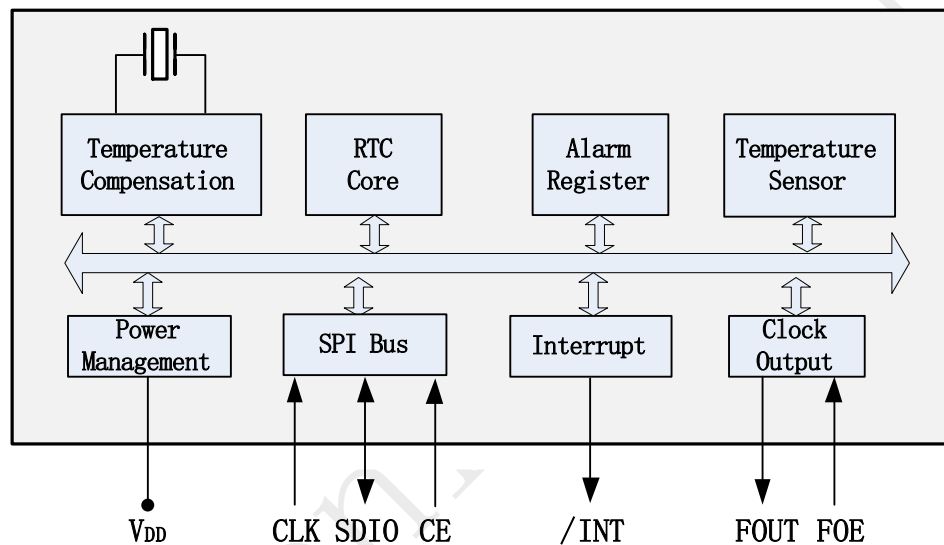 Temperature
Compensation
RTC
Core
Alarm
Register
Temperature
Sensor
Power
Management
SPI Bus
Interrupt
Clock
Output
VDD
CLK SDIO CE
/INT
FOUT FOE